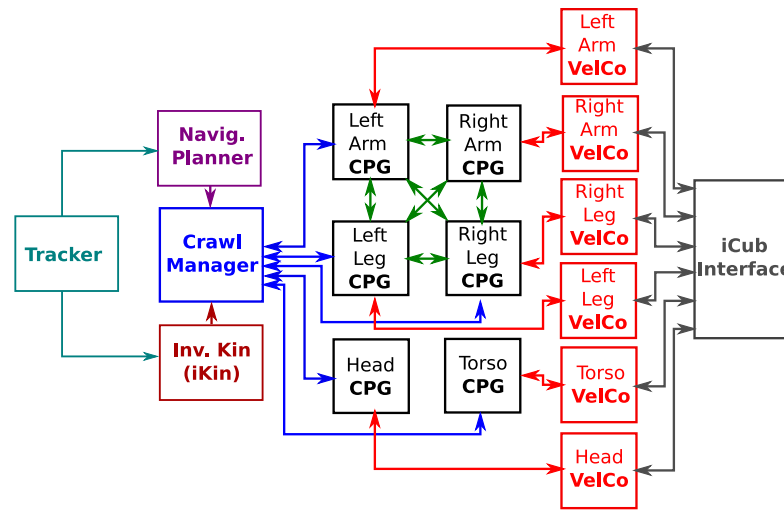 Tracker
Navig.
Planner
Crawl
Manager
Inv. Kin
(iKin)
Left
Arm
CPG
Right
Arm
CPG
Left
Leg
CPG
Right
Leg
CPG
Head
CPG
Torso
CPG
Left
Arm
VelCo
Right
Arm
VelCo
Right
Leg
VelCo
Left
Leg
VelCo
Torso
VelCo
Head
VelCo
iCub
Interface